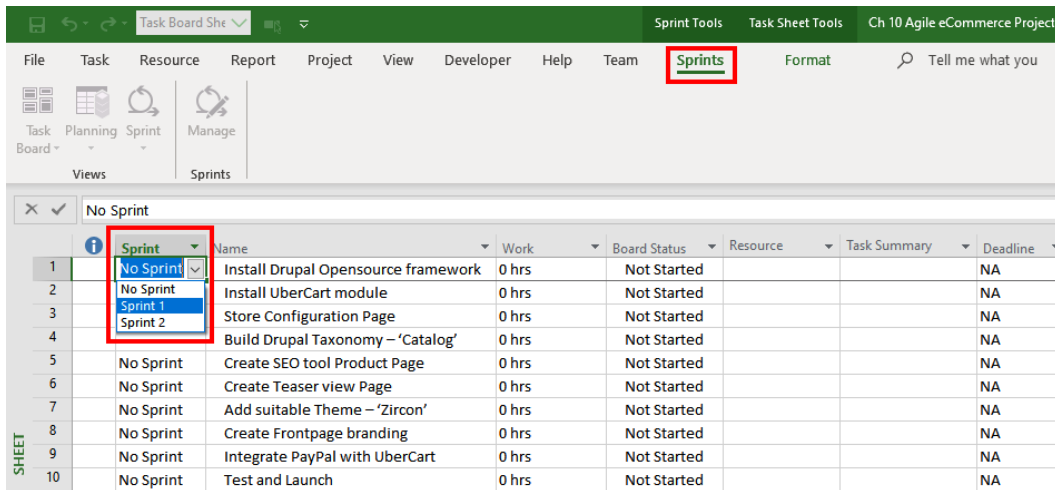 Task Board She Sprint Tools Task Sheet Tools Ch 10 Agile eCommerce Project
File Task Resource Report Project View Developer Help Team Sprints Format Tell me what you
Task Board Planning Sprint Manage
Views Sprints
No Sprint
Sprint Name Work Board Status Resource Task Summary Deadline
1 No Sprint Install Drupal Opensource framework 0 hrs Not Started NA
No Sprint
Sprint 1
Sprint 2
2 Install UberCart module 0 hrs Not Started NA
3 Store Configuration Page 0 hrs Not Started NA
4 Build Drupal Taxonomy – ‘Catalog’ 0 hrs Not Started NA
5 No Sprint Create SEO tool Product Page 0 hrs Not Started NA
6 No Sprint Create Teaser view Page 0 hrs Not Started NA
7 No Sprint Add suitable Theme – ‘Zircon’ 0 hrs Not Started NA
8 No Sprint Create Frontpage branding 0 hrs Not Started NA
9 No Sprint Integrate PayPal with UberCart 0 hrs Not Started NA
10 No Sprint Test and Launch 0 hrs Not Started NA
SHEET